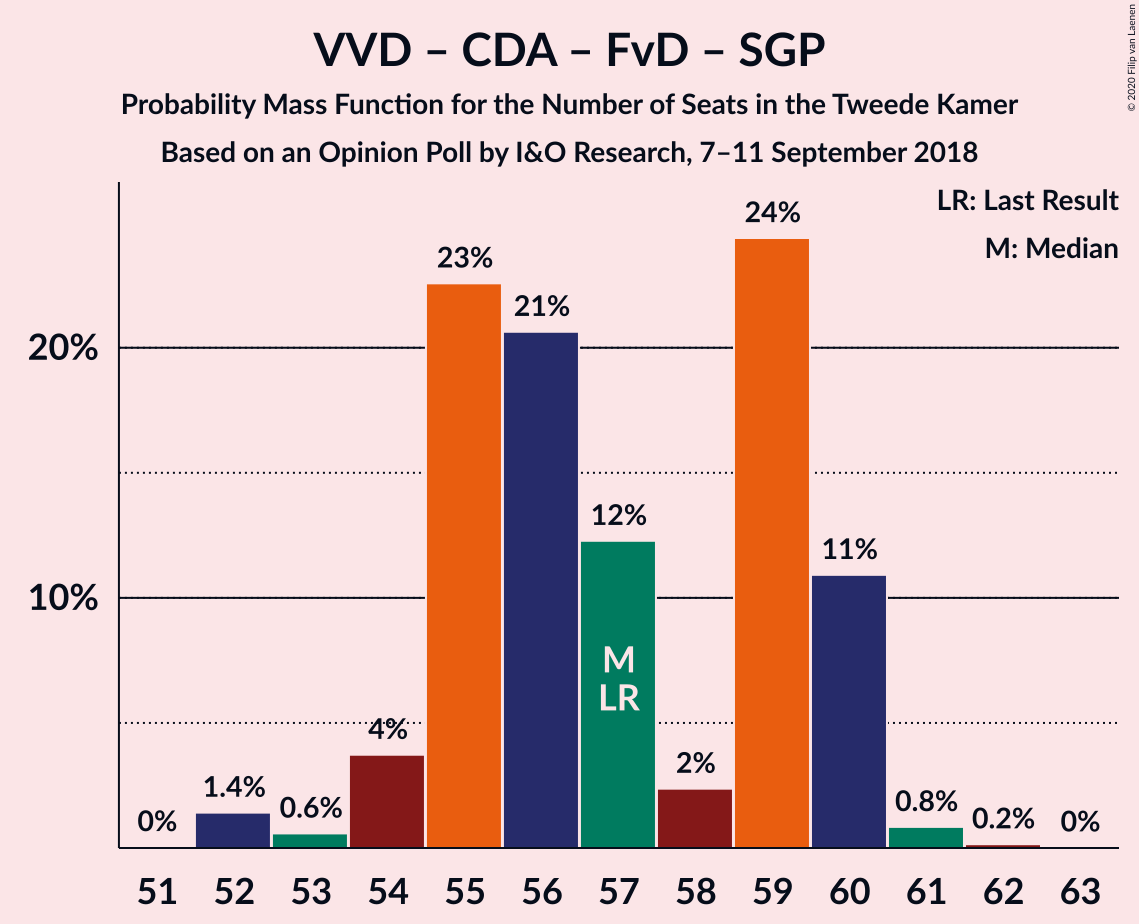 VVD – CDA – FvD – SGP
Probability Mass Function for the Number of Seats in the Tweede Kamer
Based on an Opinion Poll by I&O Research, 7–11 September 2018
© 2020 Filip van Laenen
LR: Last Result
M: Median
20%
10%
0%
1.4%
0.6%
4%
23%
21%
12%
2%
24%
11%
0.8%
0.2%
0%
M
LR
51 52 53 54 55 56 57 58 59 60 61 62 63